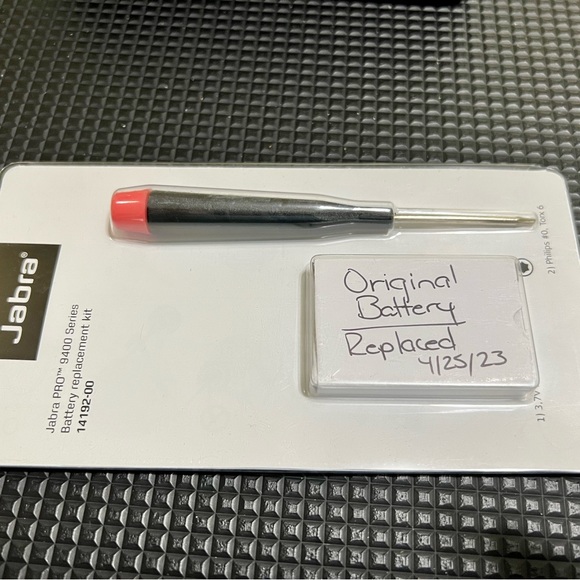 Jabra®
Jabra PRO™ 9400 Series
Battery replacement kit
14192-00
Original
Battery
Replaced
4/25/23
2) Philips #0, Torx 6
1) 3.7V